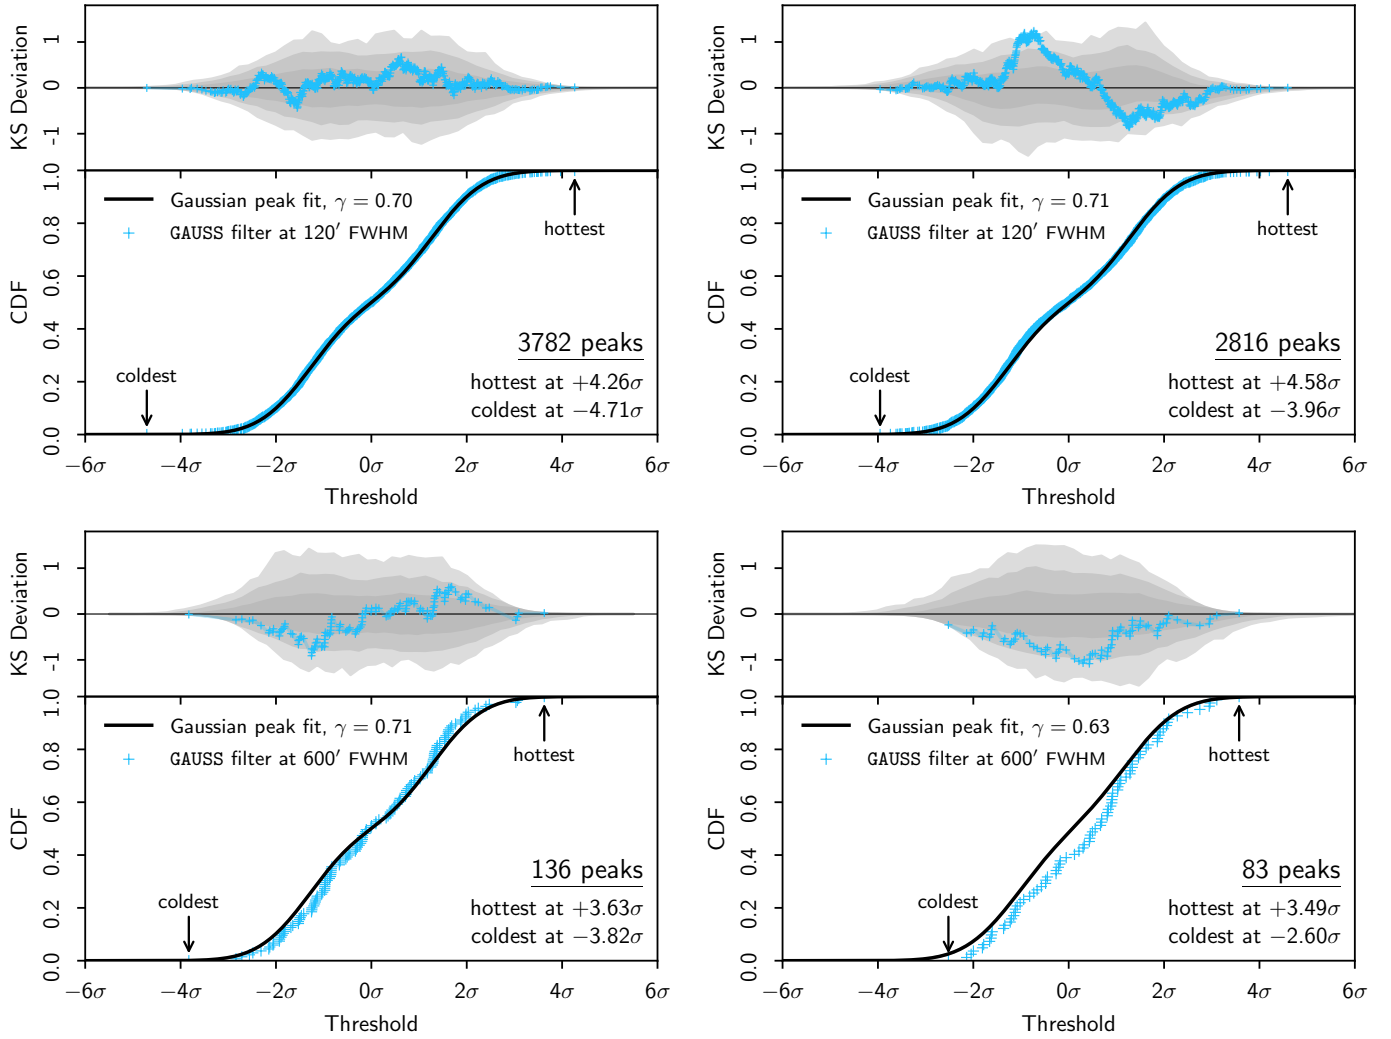 KS Deviation
1
0
-1
CDF
1.0
0.8
0.6
0.4
0.2
0.0
Gaussian peak fit, γ = 0.70
GAUSS filter at 120′ FWHM
hottest
coldest
3782 peaks
hottest at +4.26σ
coldest at −4.71σ
−6σ −4σ −2σ 0σ 2σ 4σ 6σ
Threshold
KS Deviation
1
0
-1
CDF
1.0
0.8
0.6
0.4
0.2
0.0
Gaussian peak fit, γ = 0.71
GAUSS filter at 120′ FWHM
hottest
coldest
2816 peaks
hottest at +4.58σ
coldest at −3.96σ
−6σ −4σ −2σ 0σ 2σ 4σ 6σ
Threshold
KS Deviation
1
0
-1
CDF
1.0
0.8
0.6
0.4
0.2
0.0
Gaussian peak fit, γ = 0.71
GAUSS filter at 600′ FWHM
hottest
coldest
136 peaks
hottest at +3.63σ
coldest at −3.82σ
−6σ −4σ −2σ 0σ 2σ 4σ 6σ
Threshold
KS Deviation
1
0
-1
CDF
1.0
0.8
0.6
0.4
0.2
0.0
Gaussian peak fit, γ = 0.63
GAUSS filter at 600′ FWHM
hottest
coldest
83 peaks
hottest at +3.49σ
coldest at −2.60σ
−6σ −4σ −2σ 0σ 2σ 4σ 6σ
Threshold